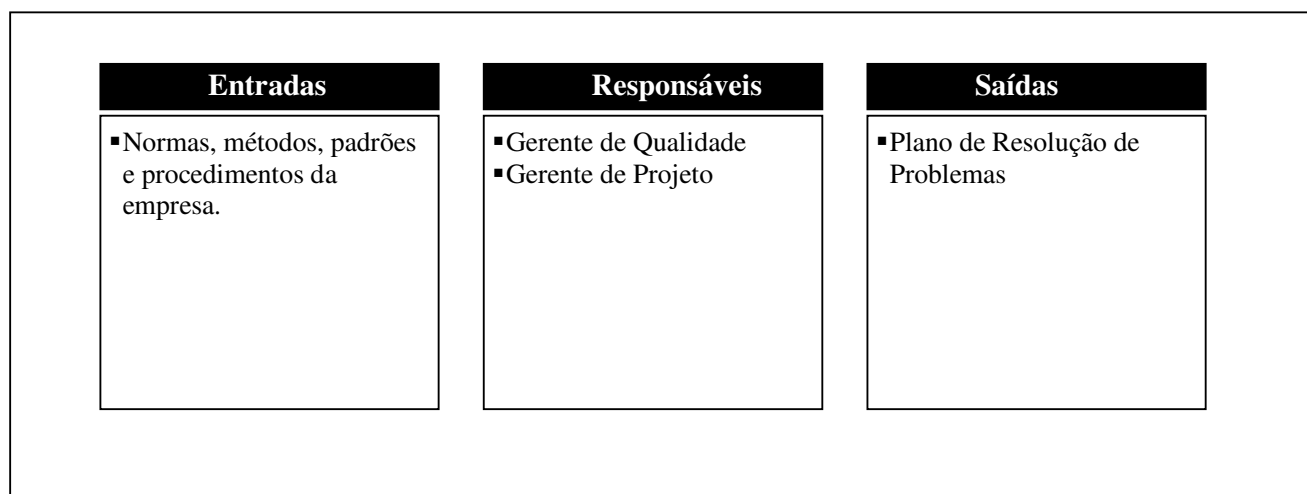 Entradas
▪Normas, métodos, padrões
e procedimentos da
empresa.
Responsáveis
▪Gerente de Qualidade
▪Gerente de Projeto
Saídas
▪Plano de Resolução de
Problemas